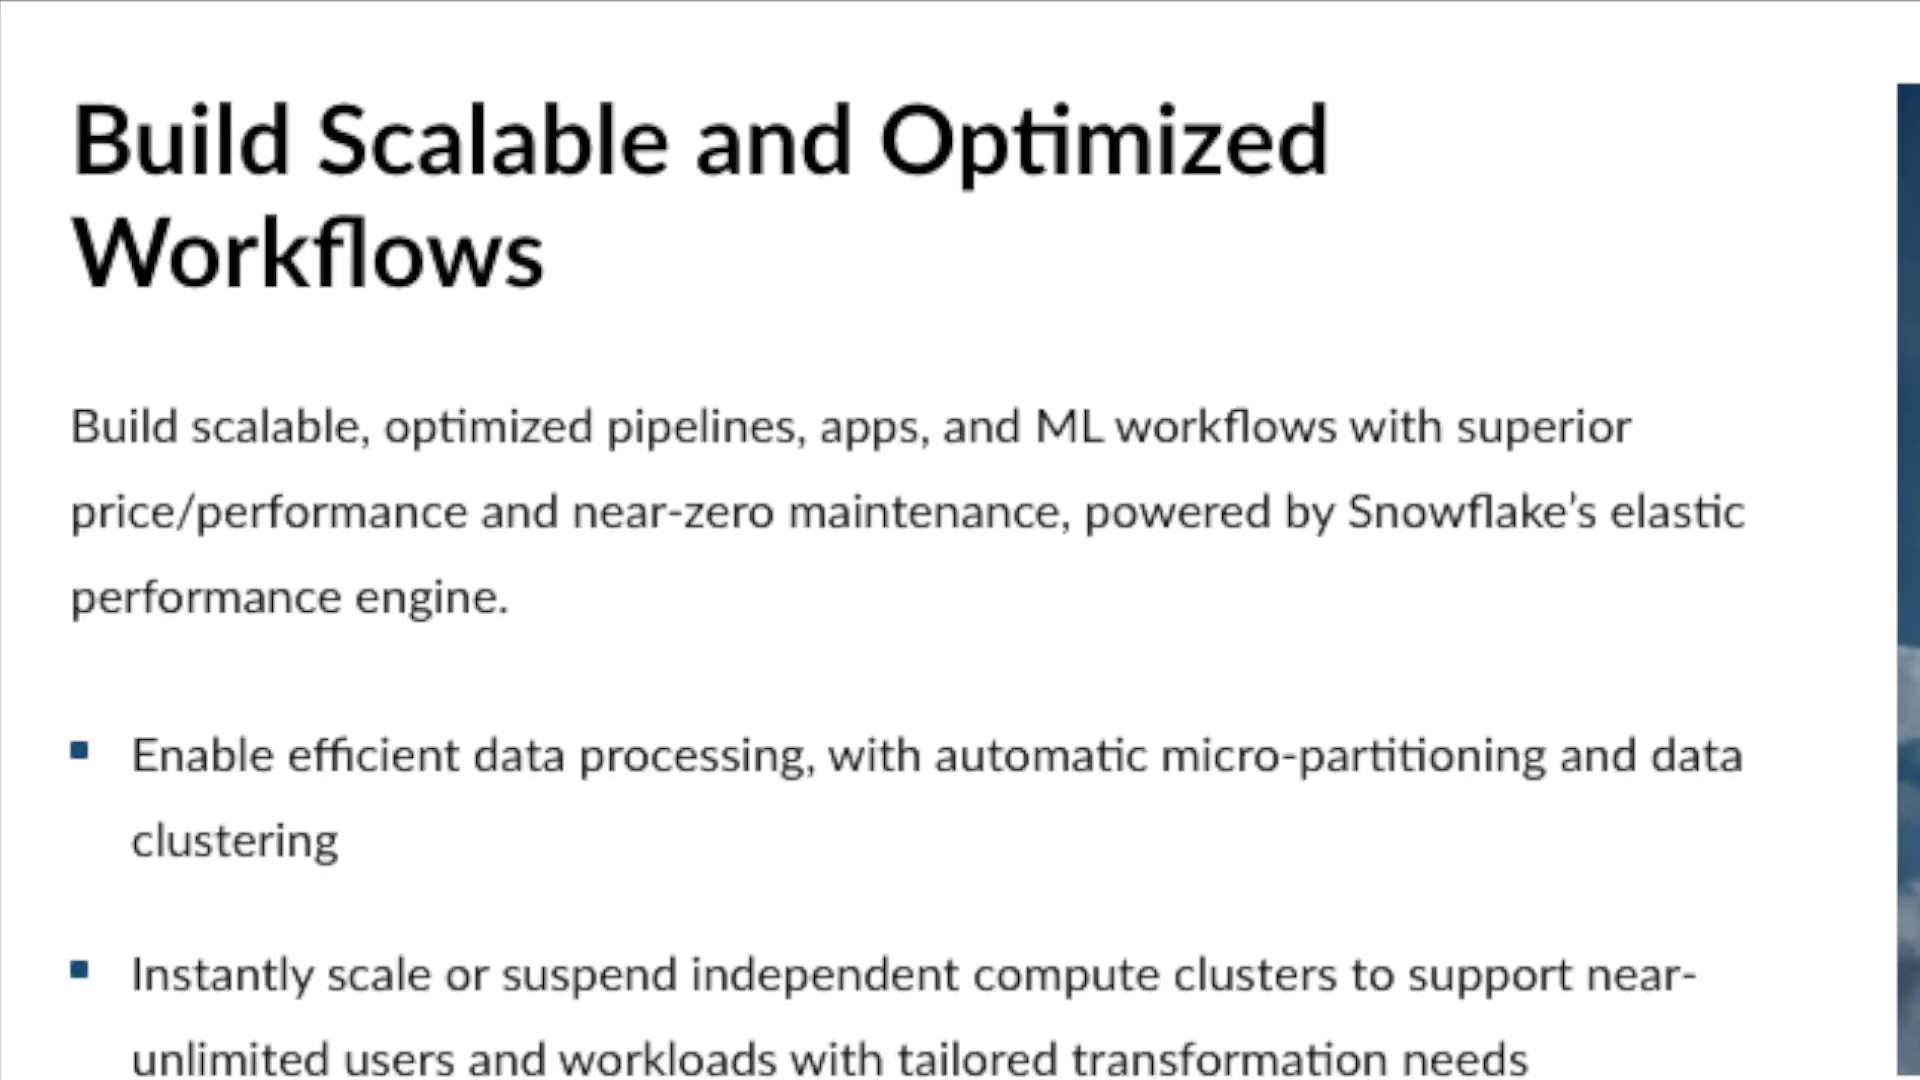 Build Scalable and Optimized
Workflows
Build scalable, optimized pipelines, apps, and ML workflows with superior
price/performance and near-zero maintenance, powered by Snowflake’s elastic
performance engine.
Enable efficient data processing, with automatic micro-partitioning and data
clustering
Instantly scale or suspend independent compute clusters to support near-
unlimited users and workloads with tailored transformation needs